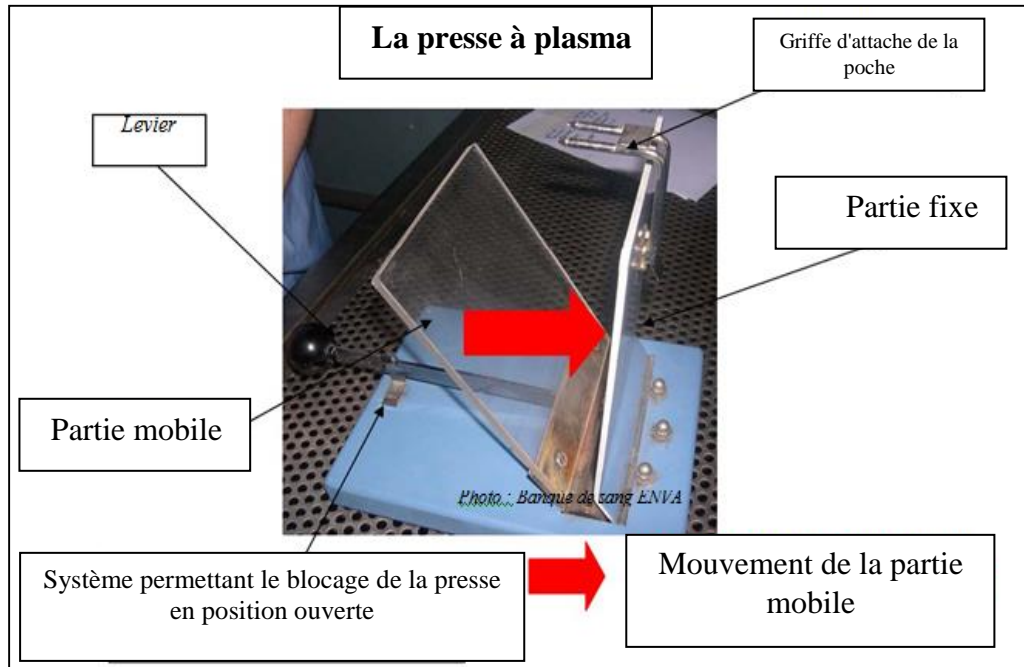 La presse à plasma
Griffe d'attache de la
poche
Levier
Partie fixe
Partie mobile
Photo : Banque de sang ENVA
Système permettant le blocage de la presse
en position ouverte
Mouvement de la partie
mobile